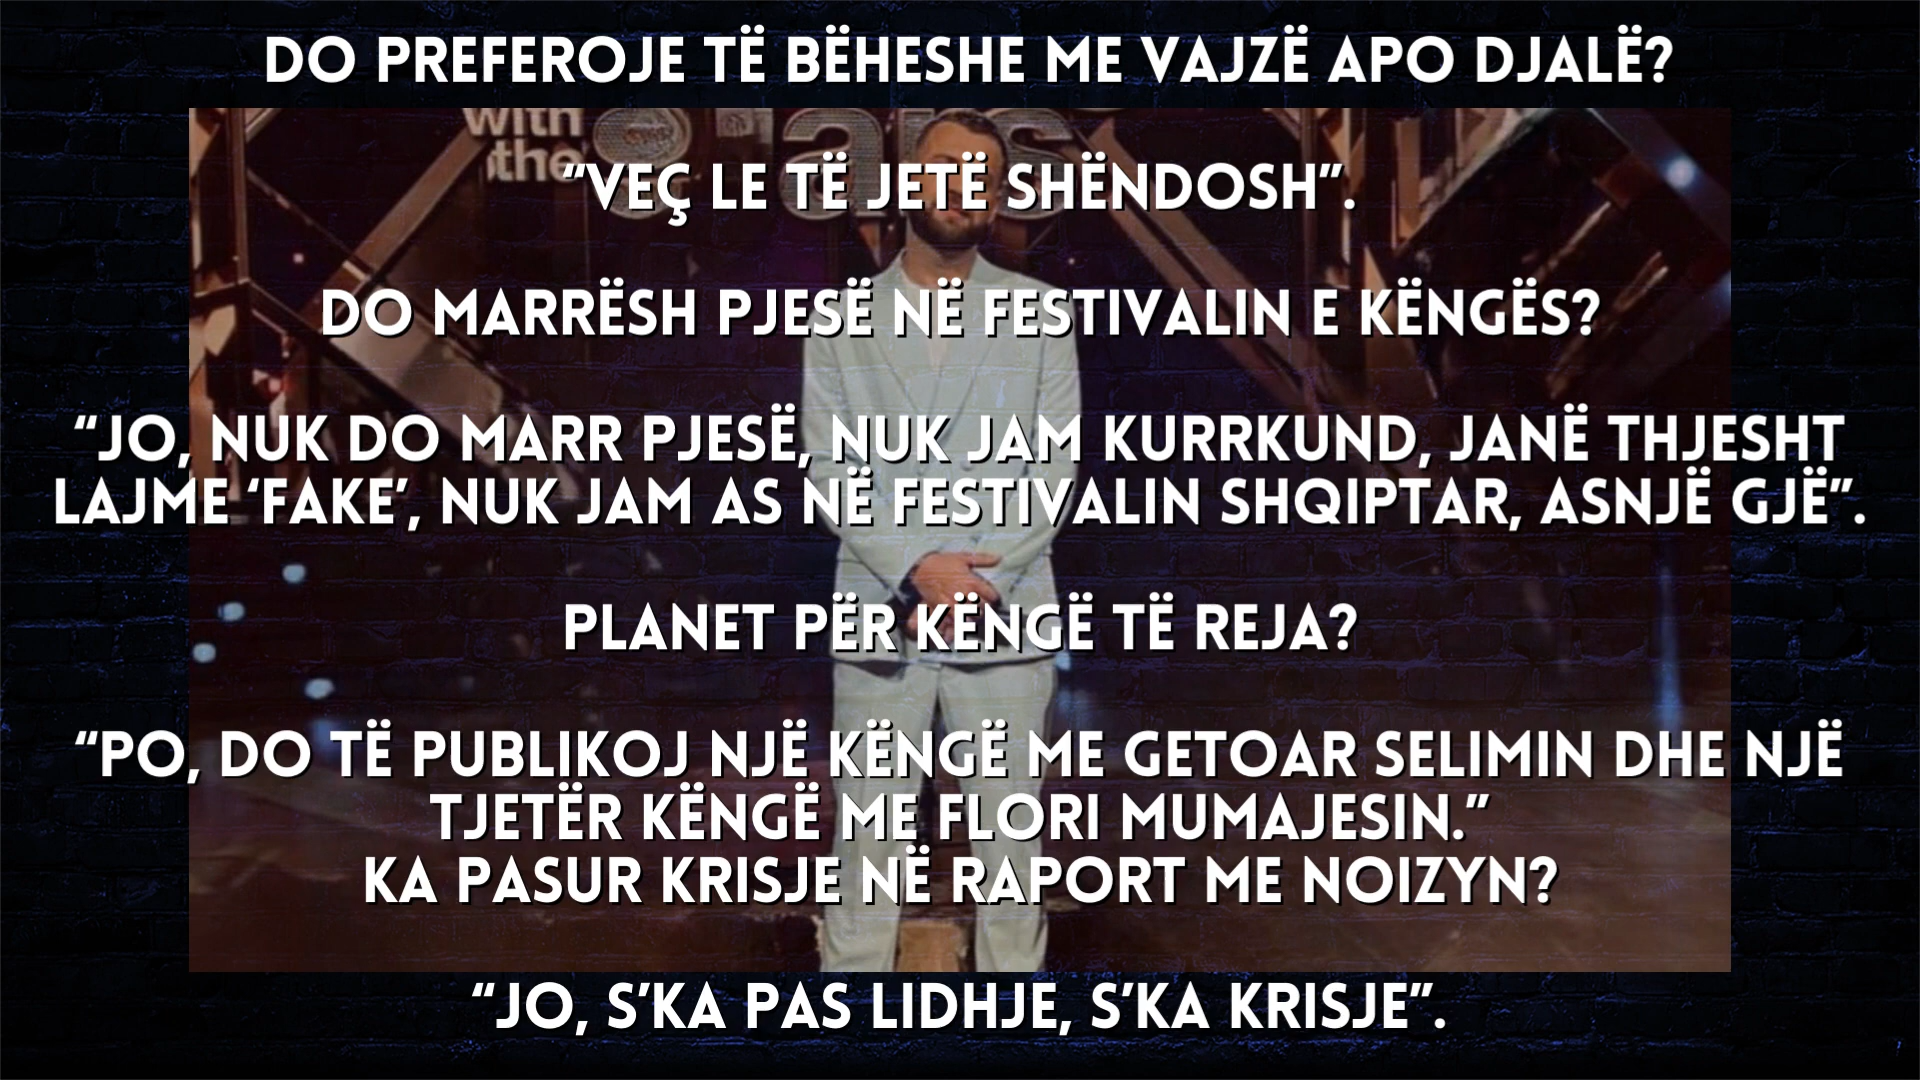 DO PREFEROJE TË BËHESHE ME VAJZË APO DJALË?
with
the
“VEÇ LE TË JETË SHËNDOSH”.
DO MARRËSH PJESË NË FESTIVALIN E KËNGËS?
“JO, NUK DO MARR PJESË, NUK JAM KURRKUND, JANË THJESHT
LAJME ‘FAKE’, NUK JAM AS NË FESTIVALIN SHQIPTAR, ASNJË GJË”.
PLANET PËR KËNGË TË REJA?
“PO, DO TË PUBLIKOJ NJË KËNGË ME GETOAR SELIMIN DHE NJË
TJETËR KËNGË ME FLORI MUMAJESIN.”
KA PASUR KRISJE NË RAPORT ME NOIZYN?
“JO, S’KA PAS LIDHJE, S’KA KRISJE”.